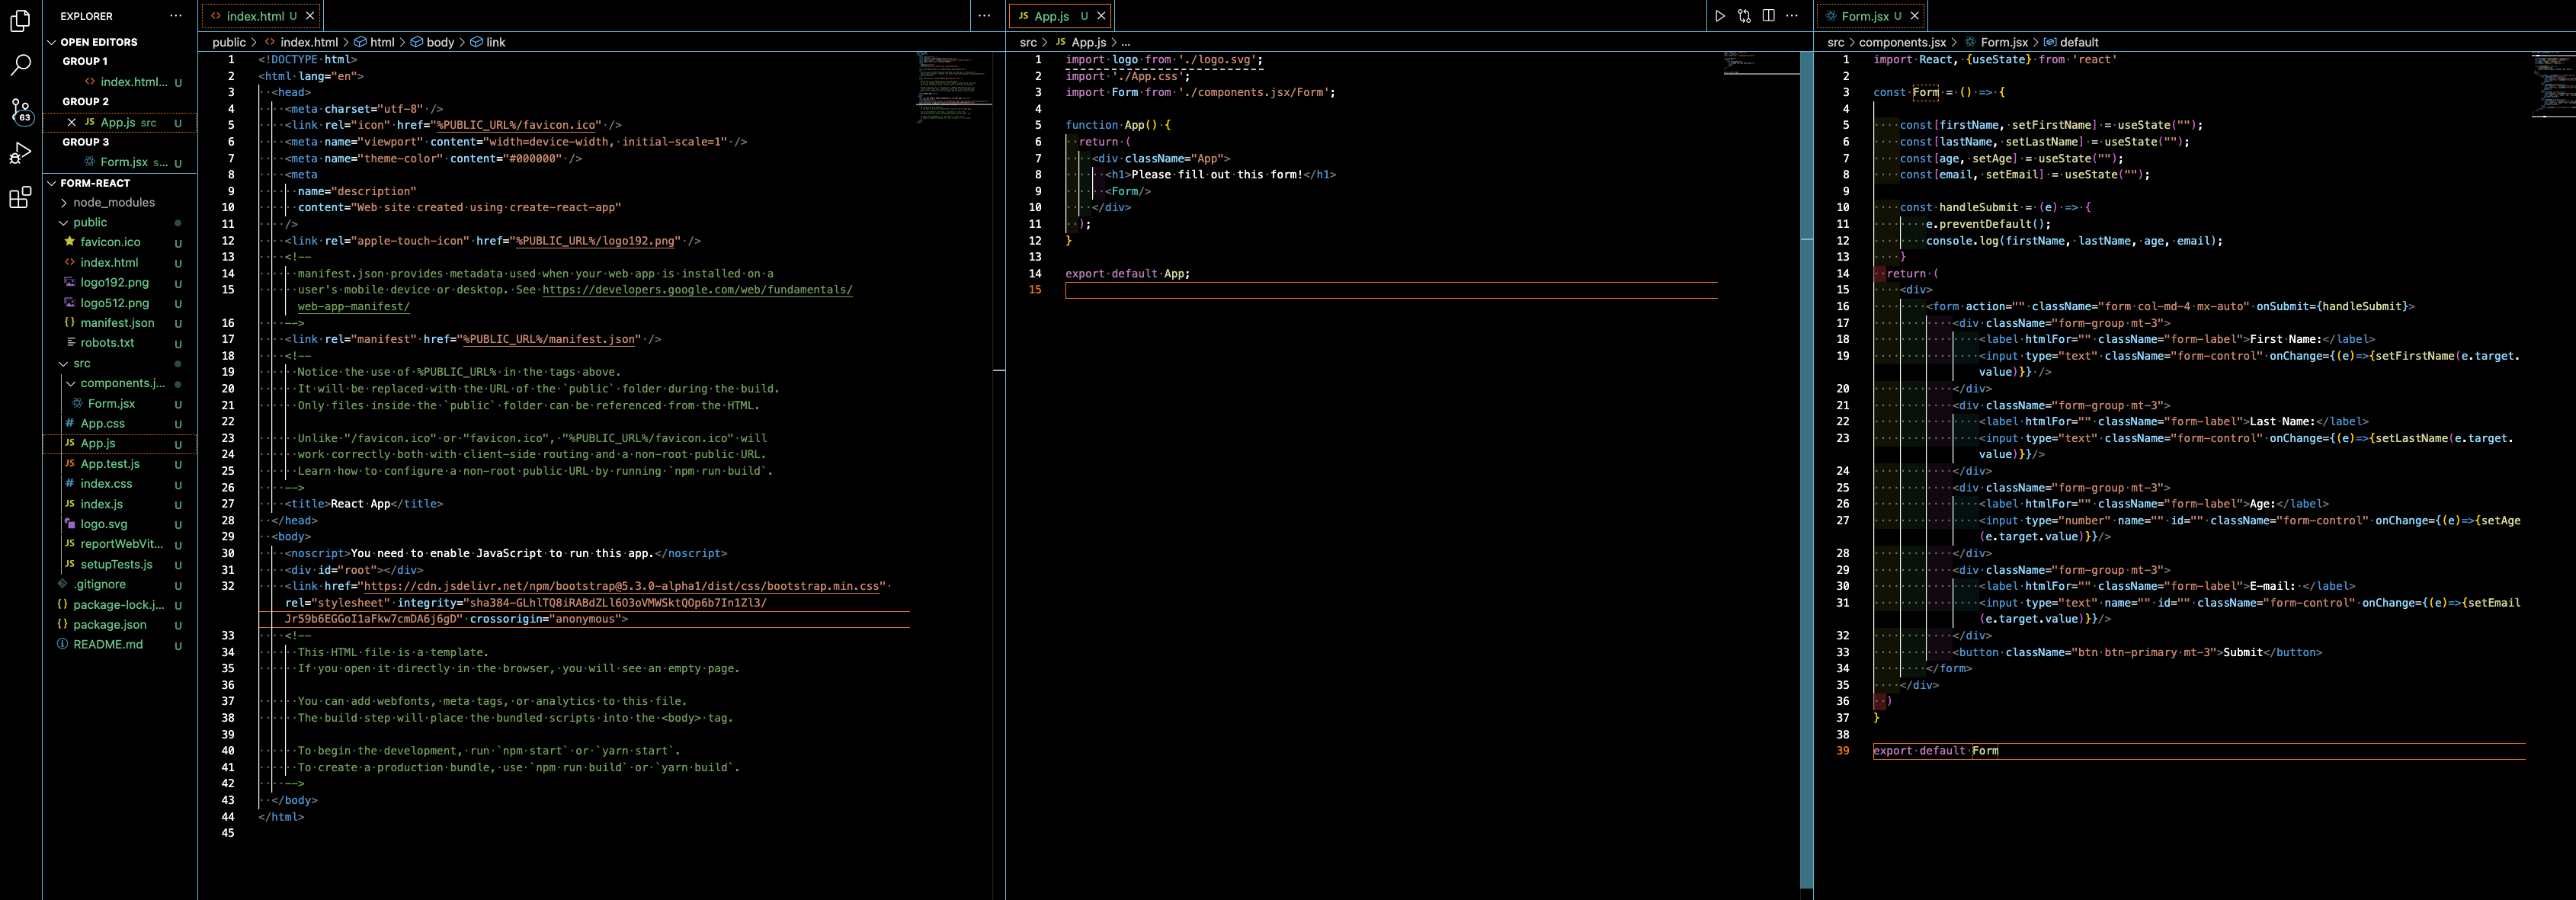 EXPLORER
OPEN EDITORS
GROUP 1
index.html... U
GROUP 2
App.js src U
GROUP 3
Form.jsx s... U
FORM-REACT
node_modules
public
favicon.ico U
index.html U
logo192.png U
logo512.png U
manifest.json U
robots.txt U
src
components.j...
Form.jsx U
App.css U
App.js U
App.test.js U
index.css U
index.js U
logo.svg U
reportWebVit... U
setupTests.js U
.gitignore U
package-lock.j... U
package.json U
README.md U
63
index.html U
public > index.html > html > body > link
1 <!DOCTYPE html>
2 <html lang="en">
3 <head>
4 <meta charset="utf-8" />
5 <link rel="icon" href="%PUBLIC_URL%/favicon.ico" />
6 <meta name="viewport" content="width=device-width, initial-scale=1" />
7 <meta name="theme-color" content="#000000" />
8 <meta
9 name="description"
10 content="Web site created using create-react-app"
11 />
12 <link rel="apple-touch-icon" href="%PUBLIC_URL%/logo192.png" />
13 <!--
14 manifest.json provides metadata used when your web app is installed on a
15 user's mobile device or desktop. See https://developers.google.com/web/fundamentals/
web-app-manifest/
16 -->
17 <link rel="manifest" href="%PUBLIC_URL%/manifest.json" />
18 <!--
19 Notice the use of %PUBLIC_URL% in the tags above.
20 It will be replaced with the URL of the `public` folder during the build.
21 Only files inside the `public` folder can be referenced from the HTML.
22
23 Unlike "/favicon.ico" or "favicon.ico", "%PUBLIC_URL%/favicon.ico" will
24 work correctly both with client-side routing and a non-root public URL.
25 Learn how to configure a non-root public URL by running `npm run build`.
26 -->
27 <title>React App</title>
28 </head>
29 <body>
30 <noscript>You need to enable JavaScript to run this app.</noscript>
31 <div id="root"></div>
32 <link href="https://cdn.jsdelivr.net/npm/bootstrap@5.3.0-alpha1/dist/css/bootstrap.min.css"
rel="stylesheet" integrity="sha384-GLhlTQ8iRABdZLl6O3oVMWSktQOp6b7In1Zl3/
Jr59b6EGGoI1aFkw7cmDA6j6gD" crossorigin="anonymous">
33 <!--
34 This HTML file is a template.
35 If you open it directly in the browser, you will see an empty page.
36
37 You can add webfonts, meta tags, or analytics to this file.
38 The build step will place the bundled scripts into the <body> tag.
39
40 To begin the development, run `npm start` or `yarn start`.
41 To create a production bundle, use `npm run build` or `yarn build`.
42 -->
43 </body>
44 </html>
45
App.js U
src > App.js > ...
1 import logo from './logo.svg';
2 import './App.css';
3 import Form from './components.jsx/Form';
4
5 function App() {
6 return (
7 <div className="App">
8 <h1>Please fill out this form!</h1>
9 <Form/>
10 </div>
11 );
12 }
13
14 export default App;
15
Form.jsx U
src > components.jsx > Form.jsx > default
1 import React, {useState} from 'react'
2
3 const Form = () => {
4
5 const[firstName, setFirstName] = useState("");
6 const[lastName, setLastName] = useState("");
7 const[age, setAge] = useState("");
8 const[email, setEmail] = useState("");
9
10 const handleSubmit = (e) => {
11 e.preventDefault();
12 console.log(firstName, lastName, age, email);
13 }
14 return (
15 <div>
16 <form action="" className="form col-md-4 mx-auto" onSubmit={handleSubmit}>
17 <div className="form-group mt-3">
18 <label htmlFor="" className="form-label">First Name:</label>
19 <input type="text" className="form-control" onChange={(e)=>{setFirstName(e.target.
value)}} />
20 </div>
21 <div className="form-group mt-3">
22 <label htmlFor="" className="form-label">Last Name:</label>
23 <input type="text" className="form-control" onChange={(e)=>{setLastName(e.target.
value)}}/>
24 </div>
25 <div className="form-group mt-3">
26 <label htmlFor="" className="form-label">Age:</label>
27 <input type="number" name="" id="" className="form-control" onChange={(e)=>{setAge
(e.target.value)}}/>
28 </div>
29 <div className="form-group mt-3">
30 <label htmlFor="" className="form-label">E-mail: </label>
31 <input type="text" name="" id="" className="form-control" onChange={(e)=>{setEmail
(e.target.value)}}/>
32 </div>
33 <button className="btn btn-primary mt-3">Submit</button>
34 </form>
35 </div>
36 )
37 }
38
39 export default Form